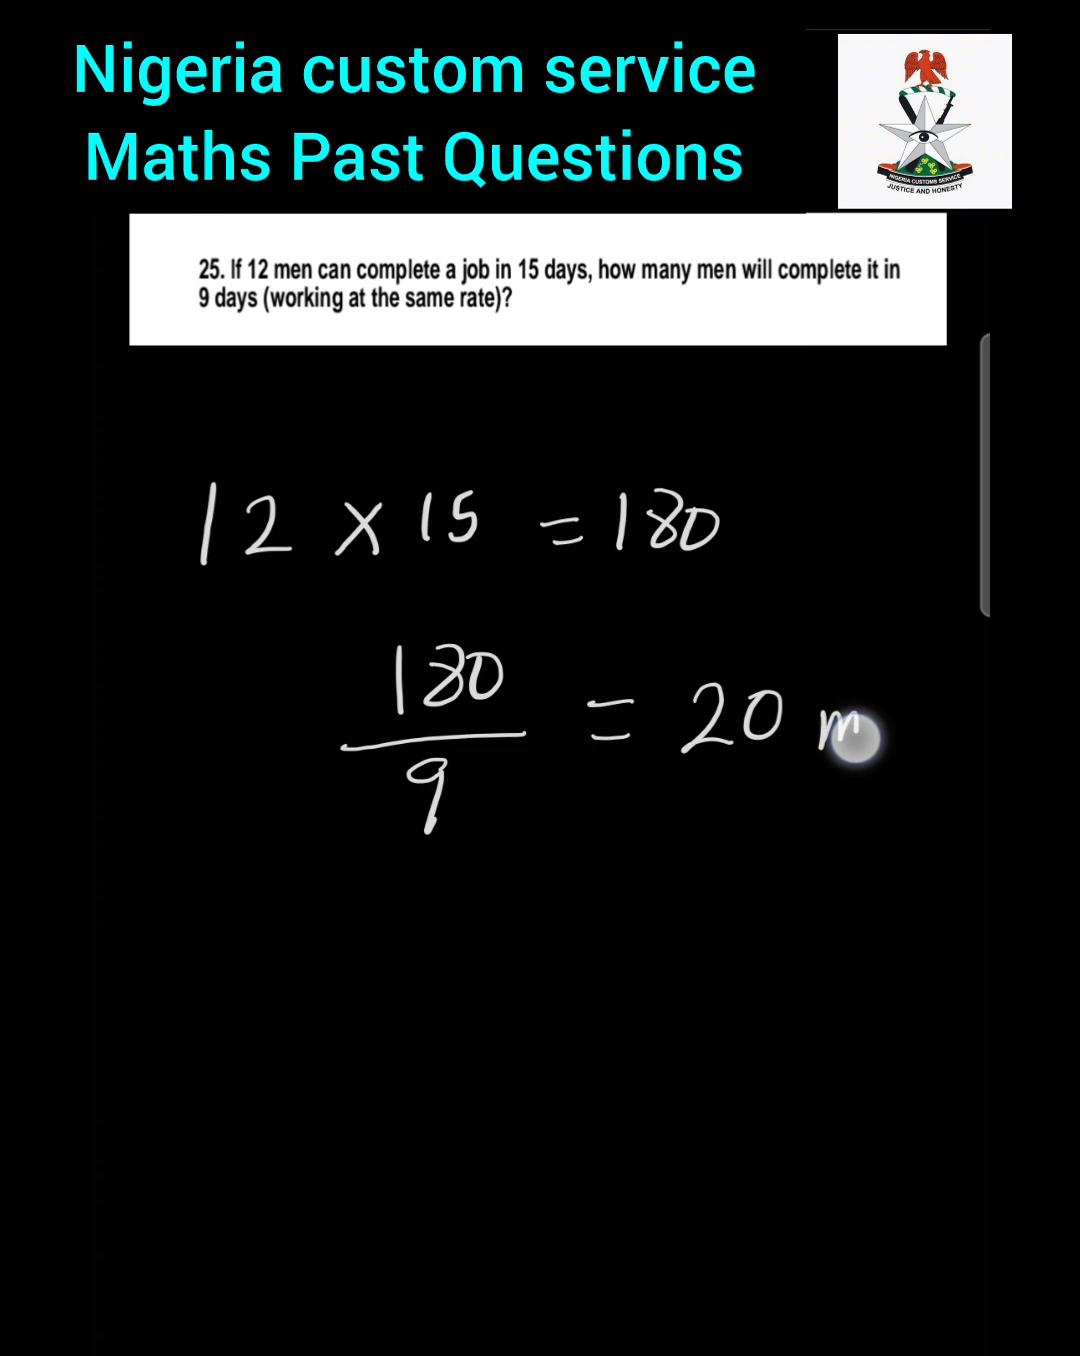 Nigeria custom service
Maths Past Questions
NIGERIA CUSTOMS SERVICE
JUSTICE AND HONESTY
25. If 12 men can complete a job in 15 days, how many men will complete it in
9 days (working at the same rate)?
12 x 15 = 180
180
9
= 20 m